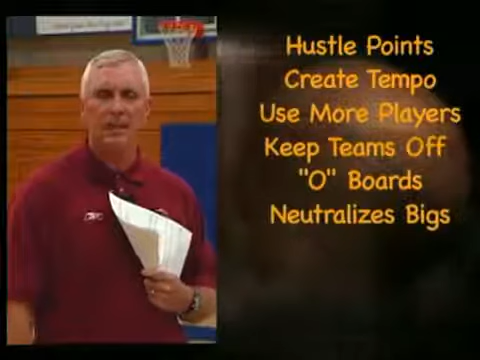 Hustle Points
Create Tempo
Use More Players
Keep Teams Off
"O" Boards
Neutralizes Bigs